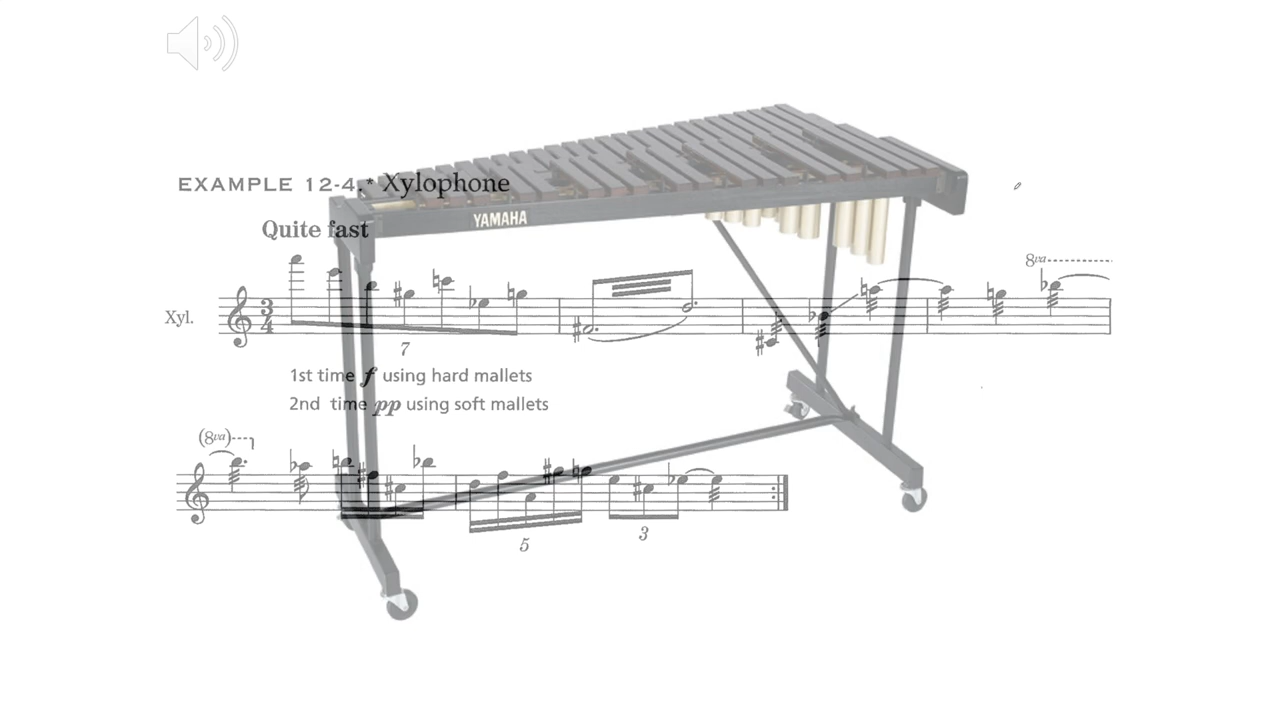 EXAMPLE 12-4.* Xylophone
YAMAHA
Quite fast
8va
Xyl.
3
4
7
1st time f using hard mallets
2nd time pp using soft mallets
(8va)
5
3